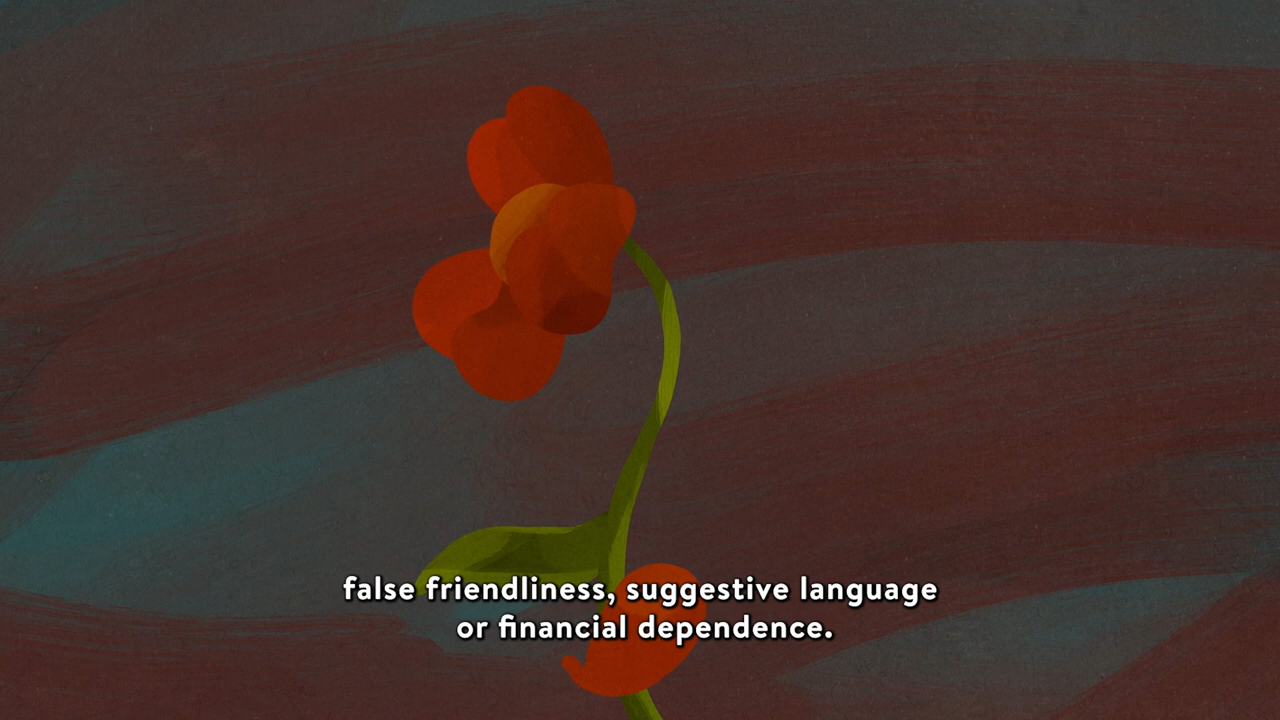 false friendliness, suggestive language
or financial dependence.